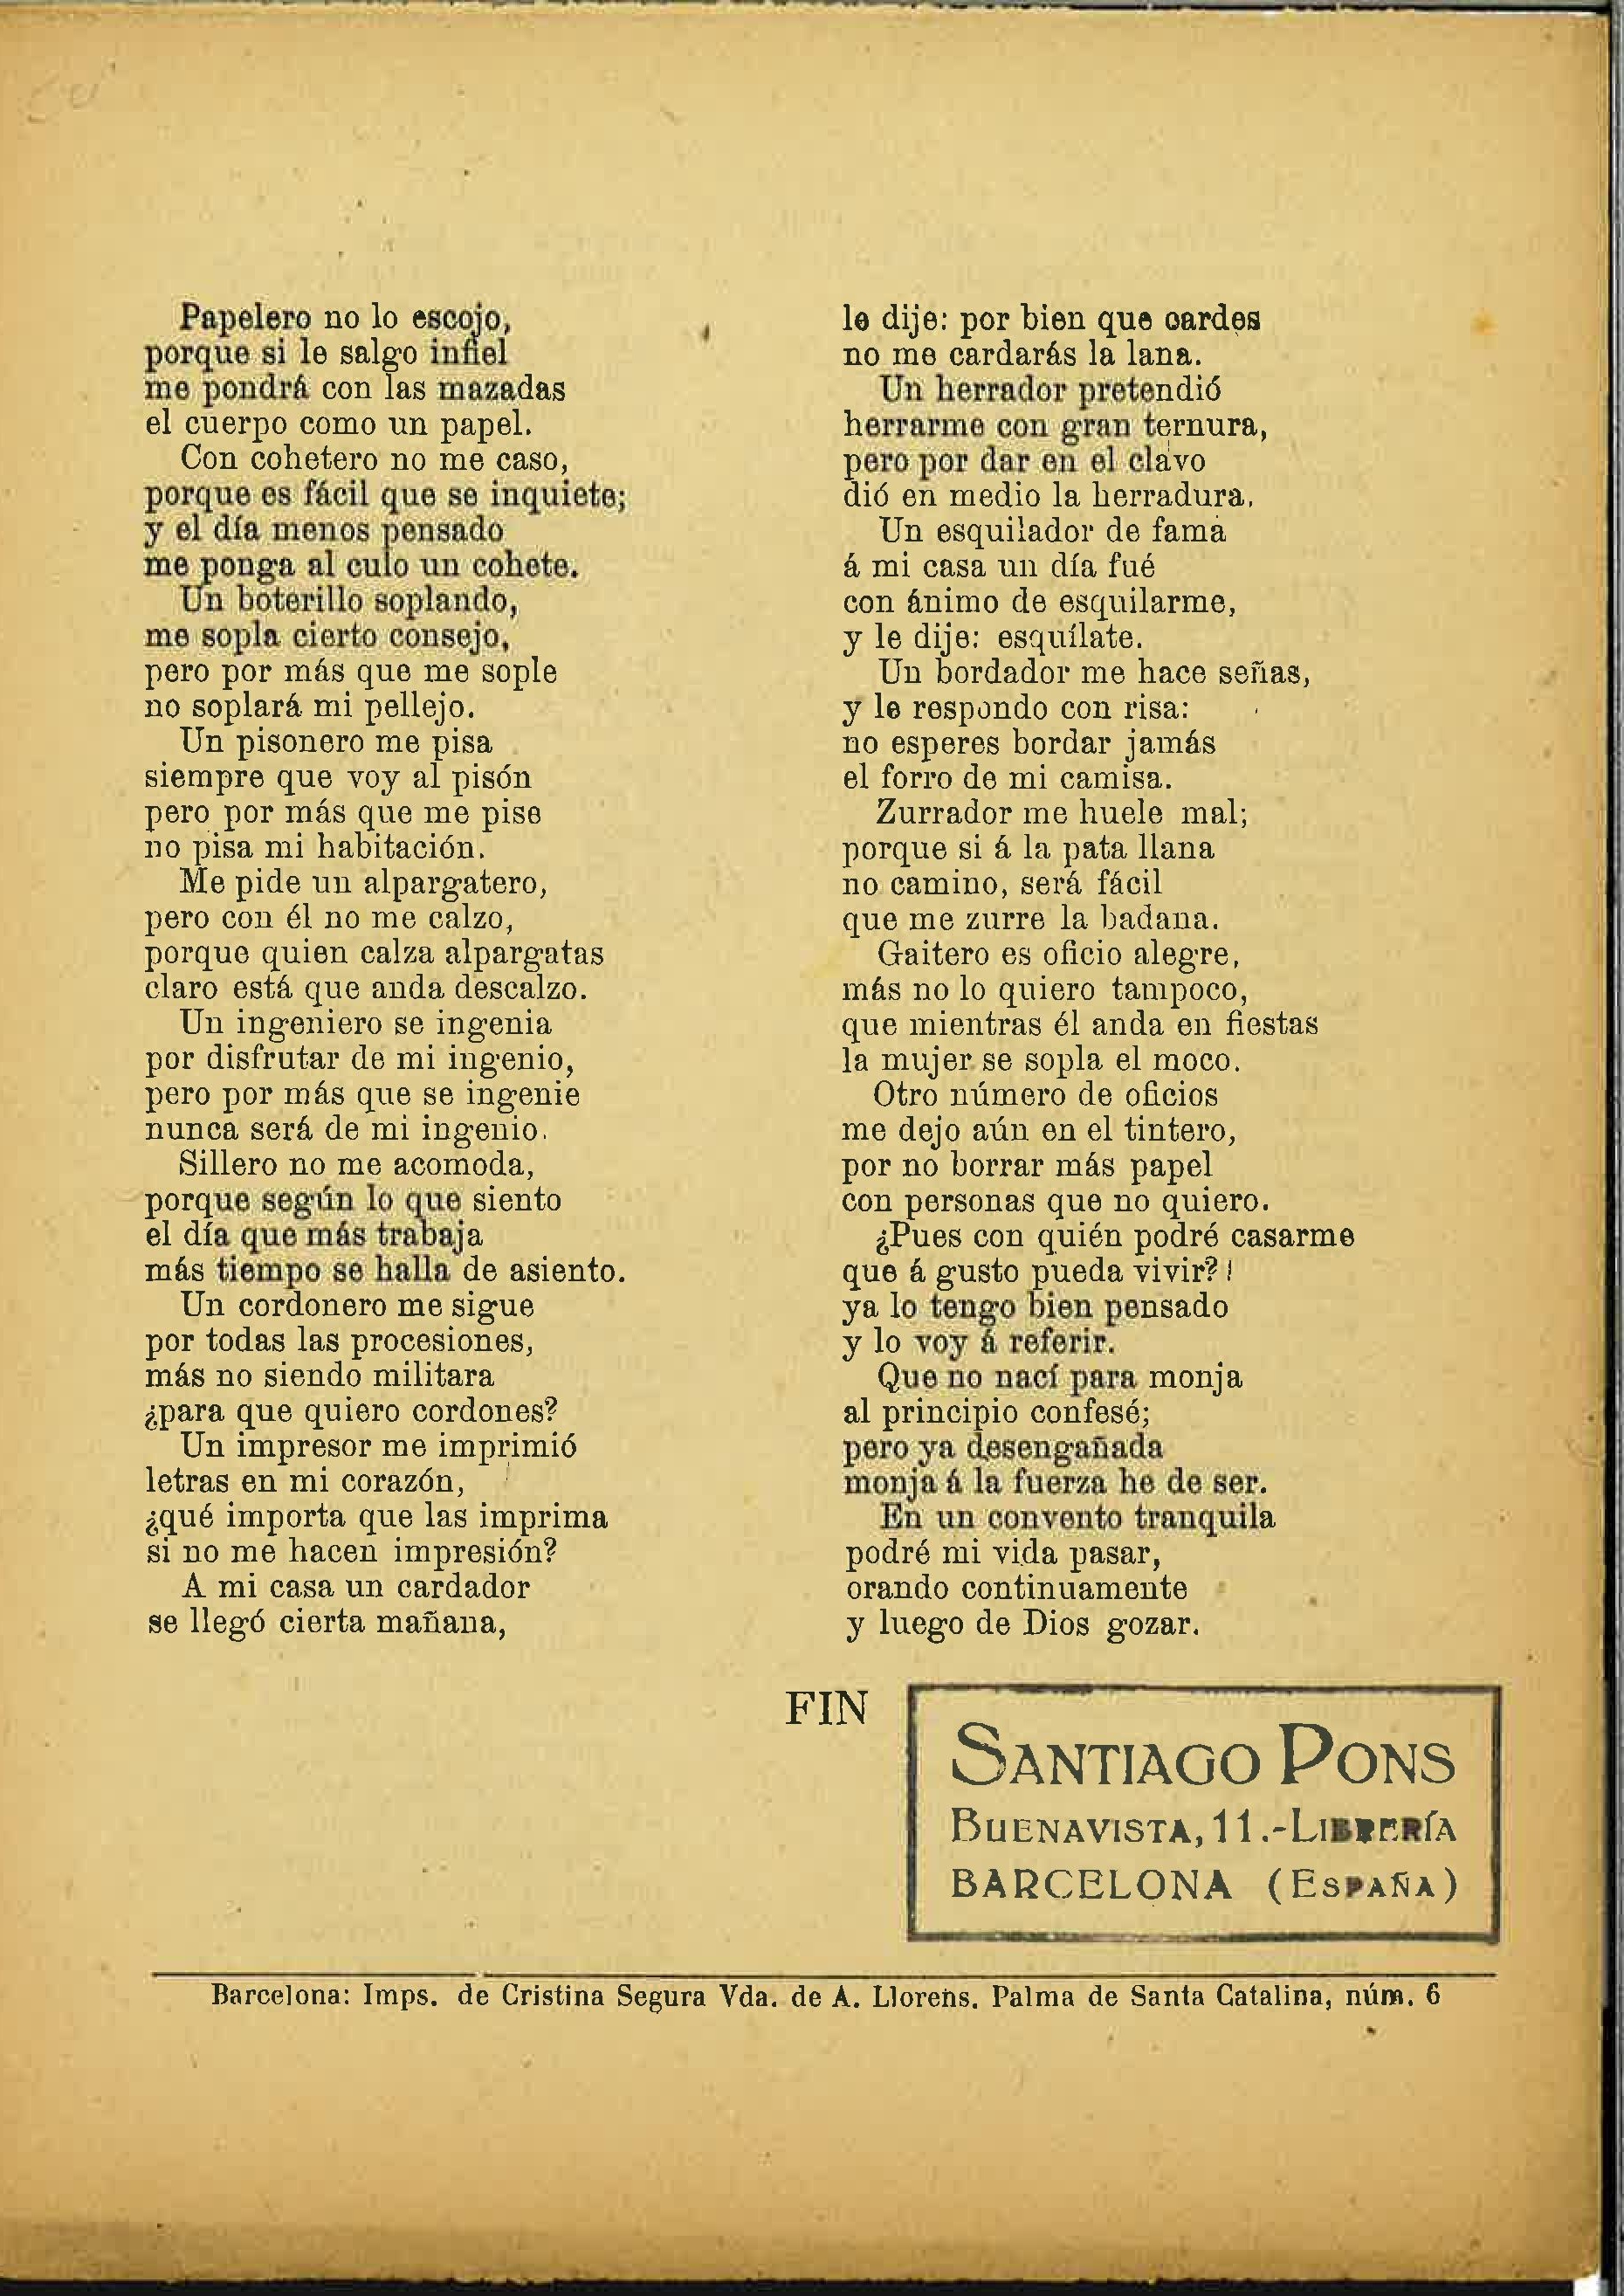 Papelero no lo escojo,
porque si le salgo infiel
me pondrá con las mazadas
el cuerpo como un papel.
Con cohetero no me caso,
porque es fácil que se inquiete;
y el día menos pensado
me ponga al culo un cohete.
Un boterillo soplando,
me sopla cierto consejo,
pero por más que me sople
no soplará mi pellejo.
Un pisonero me pisa
siempre que voy al pisón
pero por más que me pise
no pisa mi habitación.
Me pide un alpargatero,
pero con él no me calzo,
porque quien calza alpargatas
claro está que anda descalzo.
Un ingeniero se ingenia
por disfrutar de mi ingenio,
pero por más que se ingenie
nunca será de mi ingenio.
Sillero no me acomoda,
porque según lo que siento
el día que más trabaja
más tiempo se halla de asiento.
Un cordonero me sigue
por todas las procesiones,
más no siendo militara
¿para que quiero cordones?
Un impresor me imprimió
letras en mi corazón,
¿qué importa que las imprima
si no me hacen impresión?
A mi casa un cardador
se llegó cierta mañana,
le dije: por bien que cardes
no me cardarás la lana.
Un herrador pretendió
herrarme con gran ternura,
pero por dar en el clavo
dió en medio la herradura.
Un esquilador de fama
á mi casa un día fué
con ánimo de esquilarme,
y le dije: esquílate.
Un bordador me hace señas,
y le respondo con risa:
no esperes bordar jamás
el forro de mi camisa.
Zurrador me huele mal;
porque si á la pata llana
no camino, será fácil
que me zurre la badana.
Gaitero es oficio alegre,
más no lo quiero tampoco,
que mientras él anda en fiestas
la mujer se sopla el moco.
Otro número de oficios
me dejo aún en el tintero,
por no borrar más papel
con personas que no quiero.
¿Pues con quién podré casarme
que á gusto pueda vivir?
ya lo tengo bien pensado
y lo voy á referir.
Que no nací para monja
al principio confesé;
pero ya desengañada
monja á la fuerza he de ser.
En un convento tranquila
podré mi vida pasar,
orando continuamente
y luego de Dios gozar.
FIN
SANTIAGO PONS
BUENAVISTA, 11.-LIBRERÍA
BARCELONA (ESPAÑA)
Barcelona: Imps. de Cristina Segura Vda. de A. Llorens. Palma de Santa Catalina, núm. 6